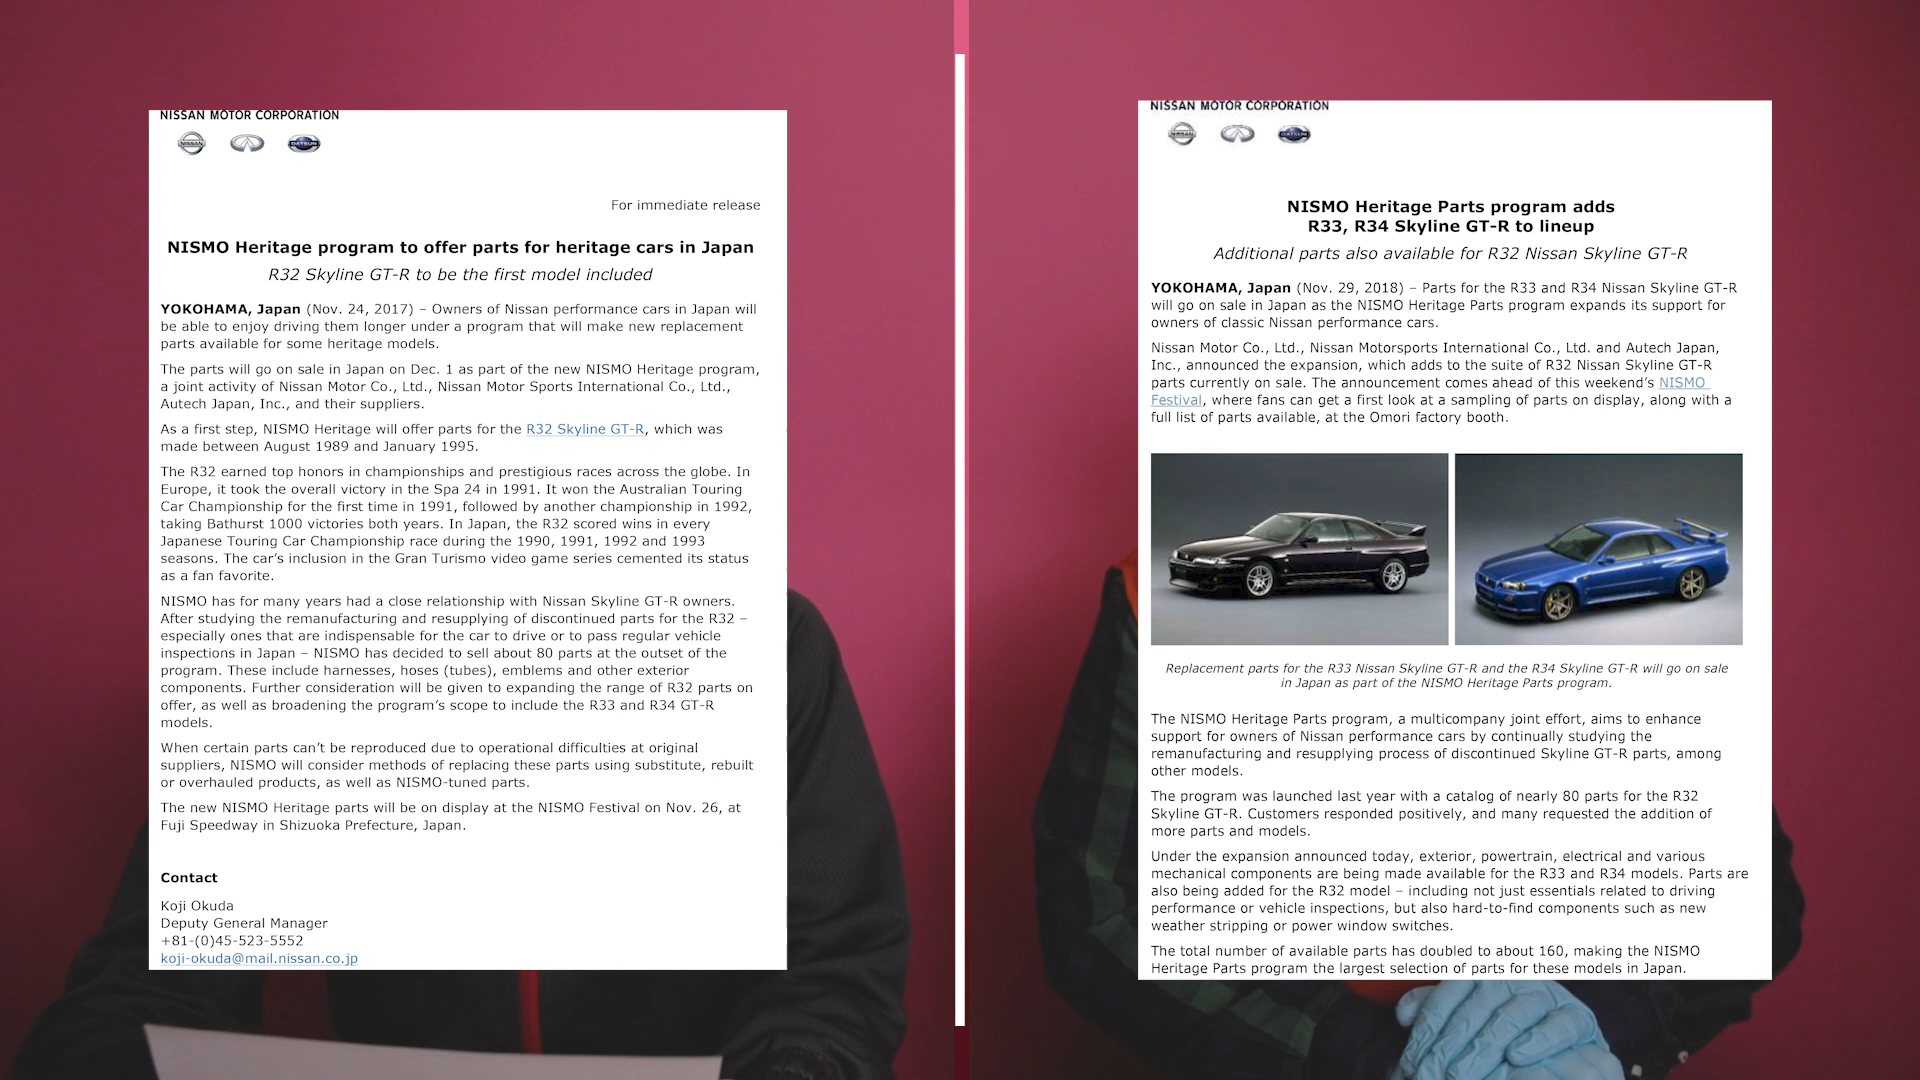 NISSAN MOTOR CORPORATION
NISSAN
DATSUN
For immediate release
NISMO Heritage program to offer parts for heritage cars in Japan
R32 Skyline GT-R to be the first model included
YOKOHAMA, Japan (Nov. 24, 2017) – Owners of Nissan performance cars in Japan will
be able to enjoy driving them longer under a program that will make new replacement
parts available for some heritage models.
The parts will go on sale in Japan on Dec. 1 as part of the new NISMO Heritage program,
a joint activity of Nissan Motor Co., Ltd., Nissan Motor Sports International Co., Ltd.,
Autech Japan, Inc., and their suppliers.
As a first step, NISMO Heritage will offer parts for the R32 Skyline GT-R, which was
made between August 1989 and January 1995.
The R32 earned top honors in championships and prestigious races across the globe. In
Europe, it took the overall victory in the Spa 24 in 1991. It won the Australian Touring
Car Championship for the first time in 1991, followed by another championship in 1992,
taking Bathurst 1000 victories both years. In Japan, the R32 scored wins in every
Japanese Touring Car Championship race during the 1990, 1991, 1992 and 1993
seasons. The car’s inclusion in the Gran Turismo video game series cemented its status
as a fan favorite.
NISMO has for many years had a close relationship with Nissan Skyline GT-R owners.
After studying the remanufacturing and resupplying of discontinued parts for the R32 –
especially ones that are indispensable for the car to drive or to pass regular vehicle
inspections in Japan – NISMO has decided to sell about 80 parts at the outset of the
program. These include harnesses, hoses (tubes), emblems and other exterior
components. Further consideration will be given to expanding the range of R32 parts on
offer, as well as broadening the program’s scope to include the R33 and R34 GT-R
models.
When certain parts can’t be reproduced due to operational difficulties at original
suppliers, NISMO will consider methods of replacing these parts using substitute, rebuilt
or overhauled products, as well as NISMO-tuned parts.
The new NISMO Heritage parts will be on display at the NISMO Festival on Nov. 26, at
Fuji Speedway in Shizuoka Prefecture, Japan.
Contact
Koji Okuda
Deputy General Manager
+81-(0)45-523-5552
koji-okuda@mail.nissan.co.jp
NISSAN MOTOR CORPORATION
NISSAN
DATSUN
NISMO Heritage Parts program adds
R33, R34 Skyline GT-R to lineup
Additional parts also available for R32 Nissan Skyline GT-R
YOKOHAMA, Japan (Nov. 29, 2018) – Parts for the R33 and R34 Nissan Skyline GT-R
will go on sale in Japan as the NISMO Heritage Parts program expands its support for
owners of classic Nissan performance cars.
Nissan Motor Co., Ltd., Nissan Motorsports International Co., Ltd. and Autech Japan,
Inc., announced the expansion, which adds to the suite of R32 Nissan Skyline GT-R
parts currently on sale. The announcement comes ahead of this weekend’s NISMO
Festival, where fans can get a first look at a sampling of parts on display, along with a
full list of parts available, at the Omori factory booth.
Replacement parts for the R33 Nissan Skyline GT-R and the R34 Skyline GT-R will go on sale
in Japan as part of the NISMO Heritage Parts program.
The NISMO Heritage Parts program, a multicompany joint effort, aims to enhance
support for owners of Nissan performance cars by continually studying the
remanufacturing and resupplying process of discontinued Skyline GT-R parts, among
other models.
The program was launched last year with a catalog of nearly 80 parts for the R32
Skyline GT-R. Customers responded positively, and many requested the addition of
more parts and models.
Under the expansion announced today, exterior, powertrain, electrical and various
mechanical components are being made available for the R33 and R34 models. Parts are
also being added for the R32 model – including not just essentials related to driving
performance or vehicle inspections, but also hard-to-find components such as new
weather stripping or power window switches.
The total number of available parts has doubled to about 160, making the NISMO
Heritage Parts program the largest selection of parts for these models in Japan.